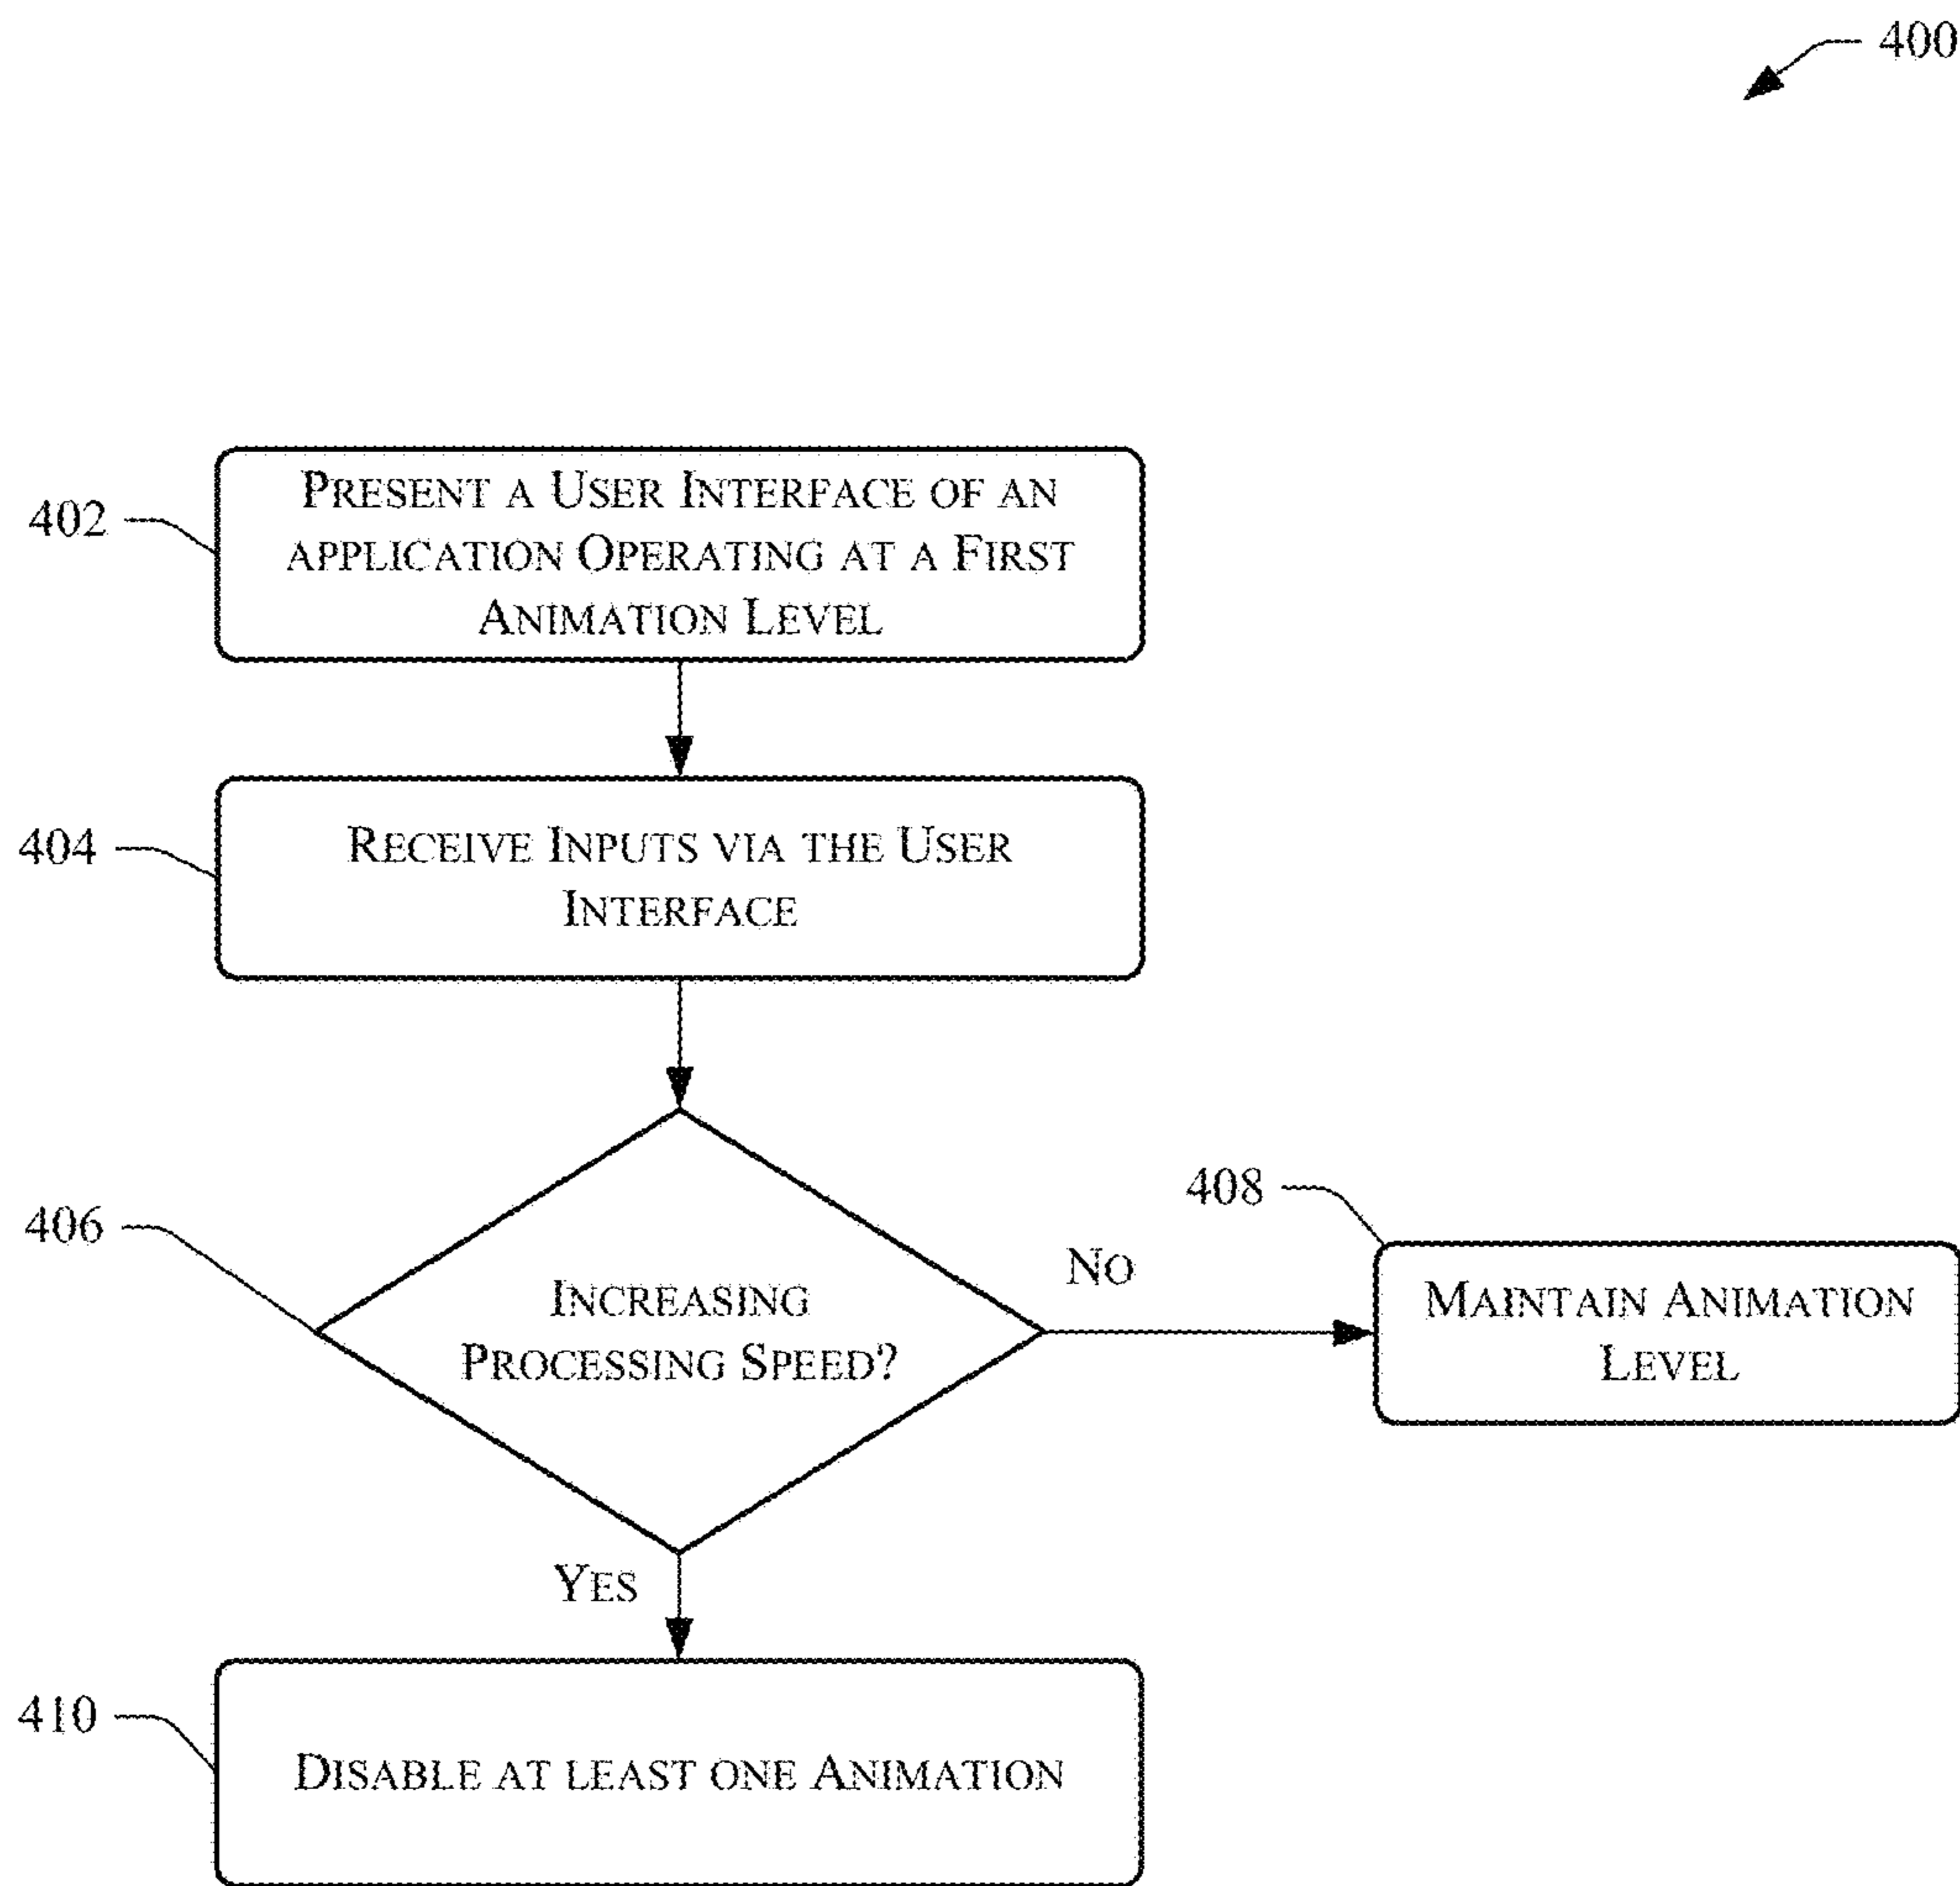 400
402
PRESENT A USER INTERFACE OF AN
APPLICATION OPERATING AT A FIRST
ANIMATION LEVEL
404
RECEIVE INPUTS VIA THE USER
INTERFACE
406
INCREASING
PROCESSING SPEED?
NO
408
MAINTAIN ANIMATION
LEVEL
YES
410
DISABLE AT LEAST ONE ANIMATION